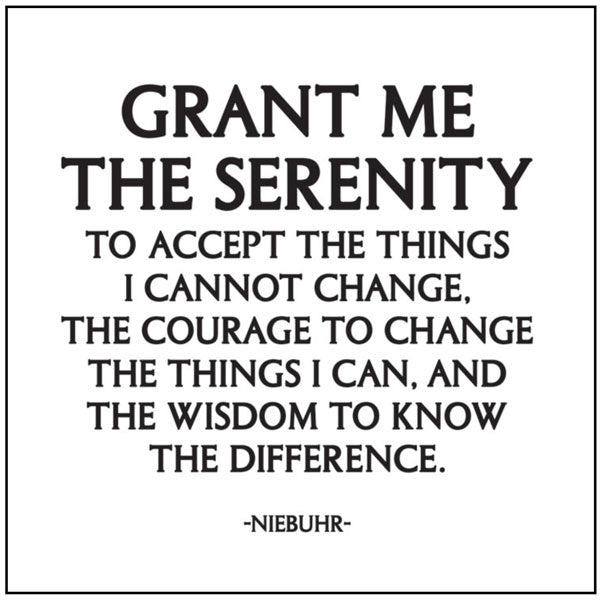 GRANT ME
THE SERENITY
TO ACCEPT THE THINGS
I CANNOT CHANGE,
THE COURAGE TO CHANGE
THE THINGS I CAN, AND
THE WISDOM TO KNOW
THE DIFFERENCE.
-NIEBUHR-